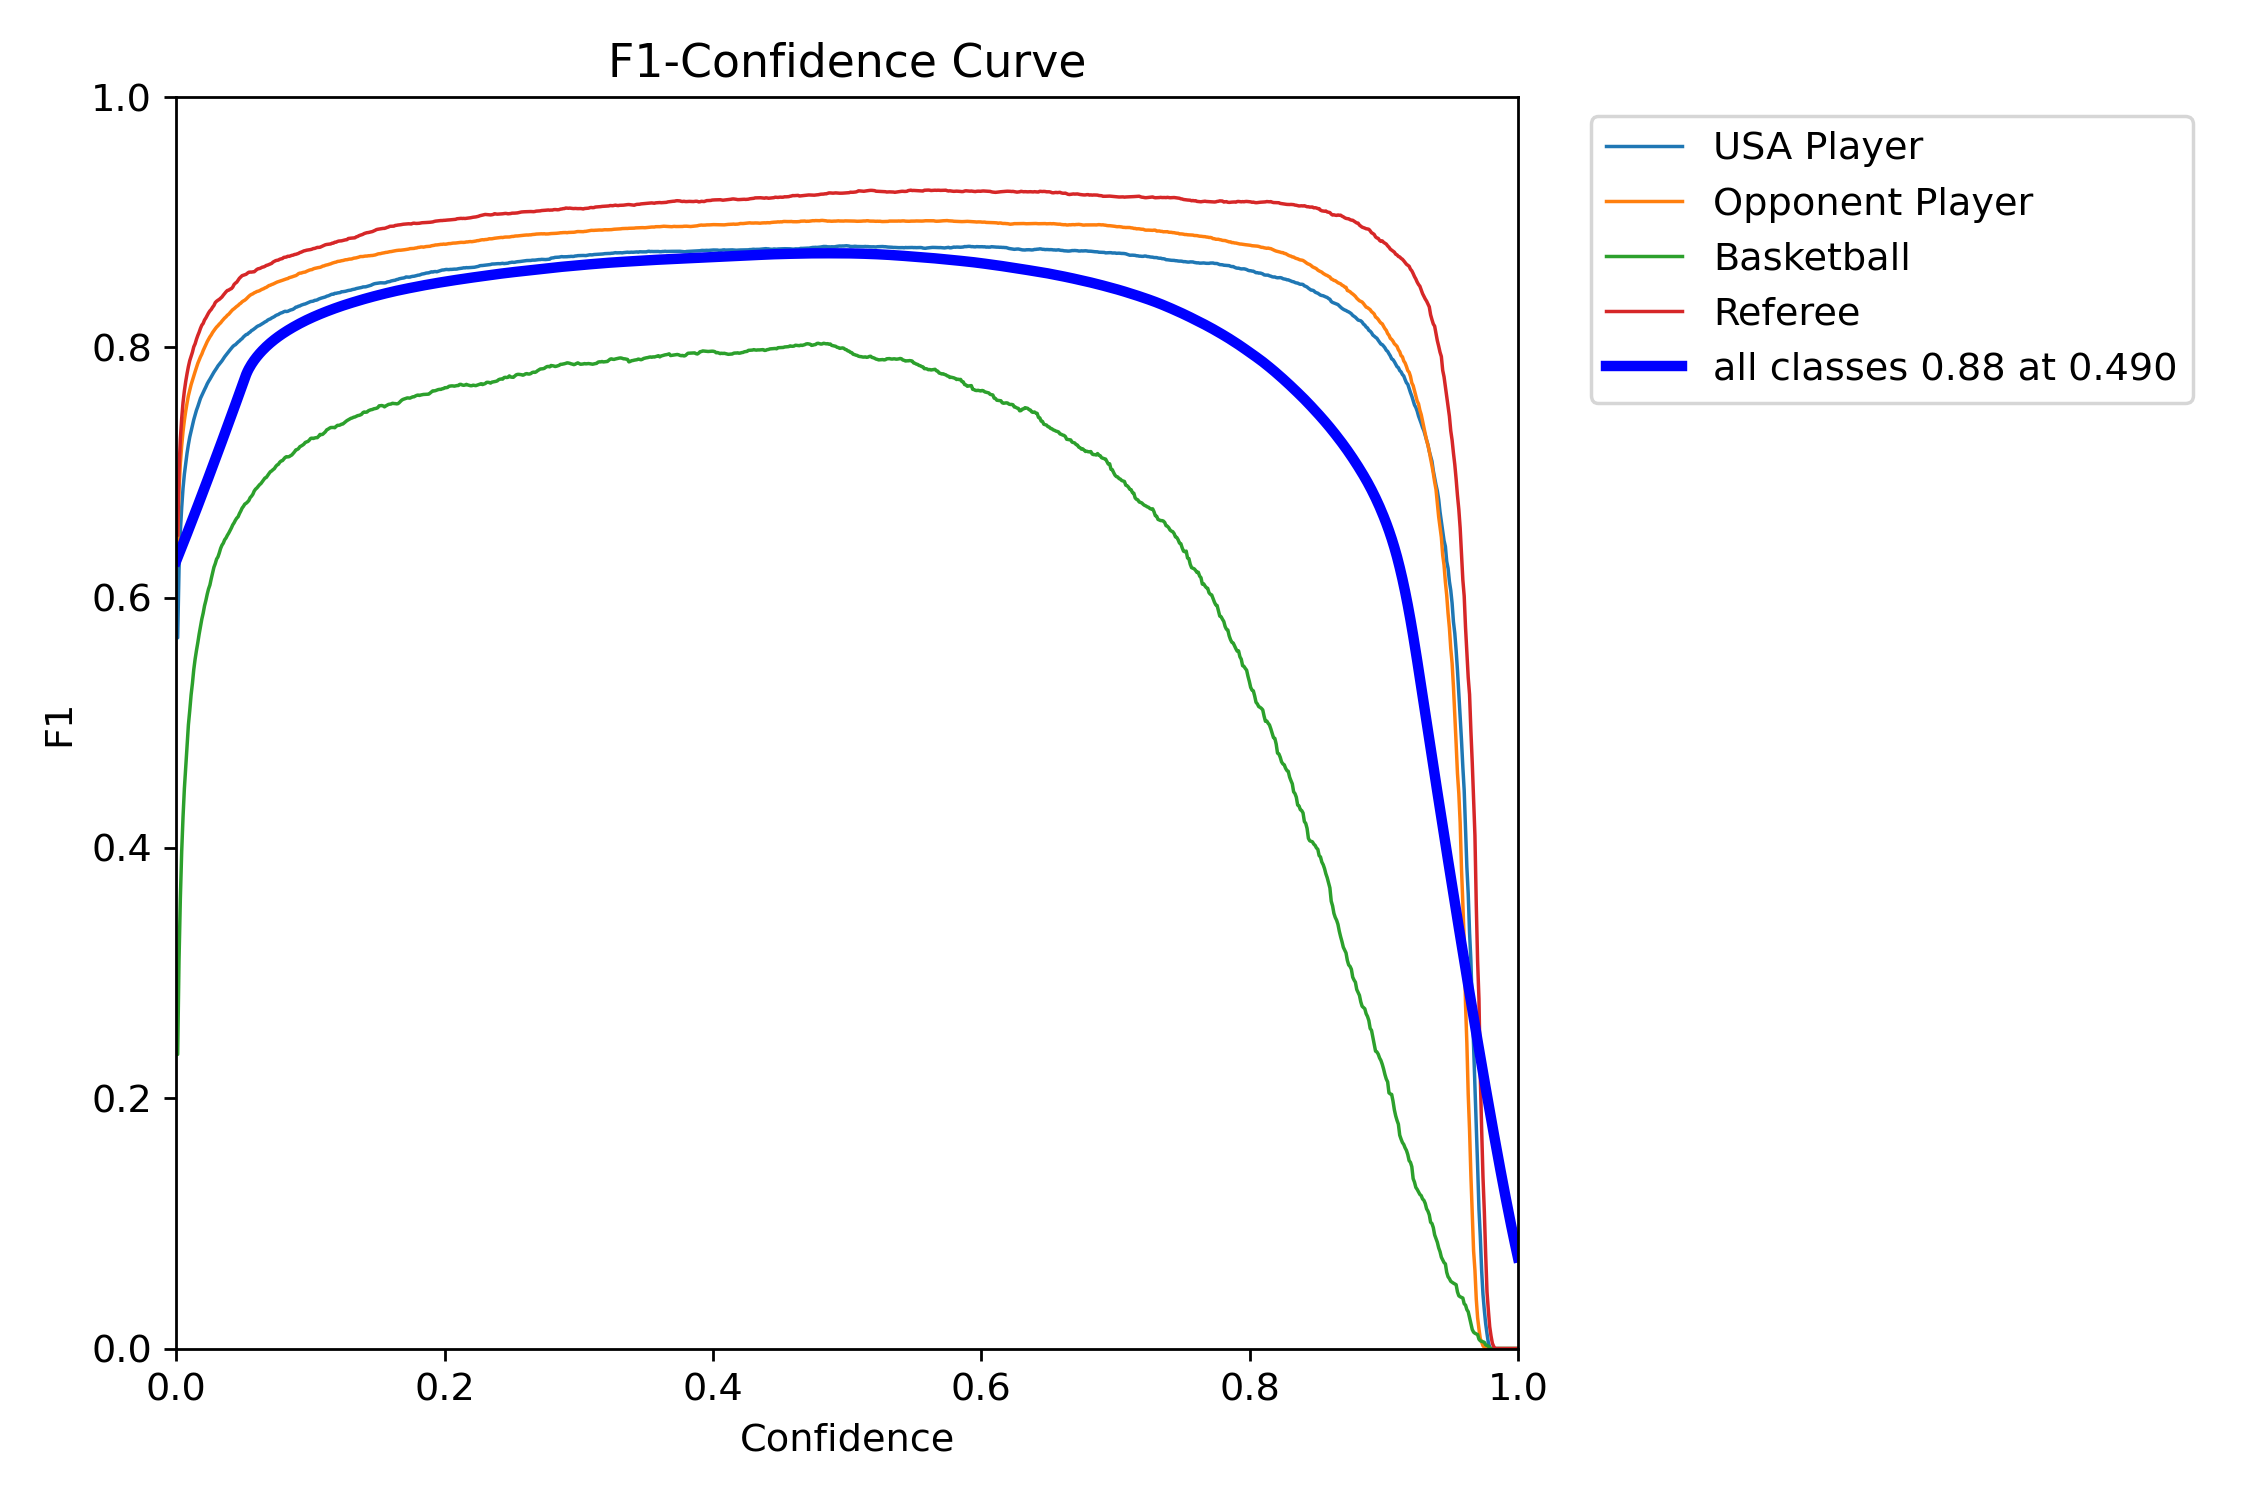 F1-Confidence Curve
1.0
0.8
0.6
0.4
0.2
0.0
F1
0.0 0.2 0.4 0.6 0.8 1.0
Confidence
USA Player
Opponent Player
Basketball
Referee
all classes 0.88 at 0.490